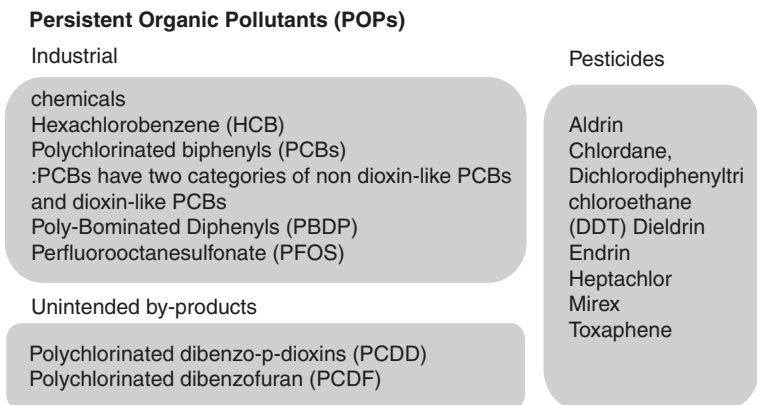 Persistent Organic Pollutants (POPs)
Industrial
chemicals
Hexachlorobenzene (HCB)
Polychlorinated biphenyls (PCBs)
:PCBs have two categories of non dioxin-like PCBs
and dioxin-like PCBs
Poly-Bominated Diphenyls (PBDP)
Perfluorooctanesulfonate (PFOS)
Unintended by-products
Polychlorinated dibenzo-p-dioxins (PCDD)
Polychlorinated dibenzofuran (PCDF)
Pesticides
Aldrin
Chlordane,
Dichlorodiphenyltri
chloroethane
(DDT) Dieldrin
Endrin
Heptachlor
Mirex
Toxaphene